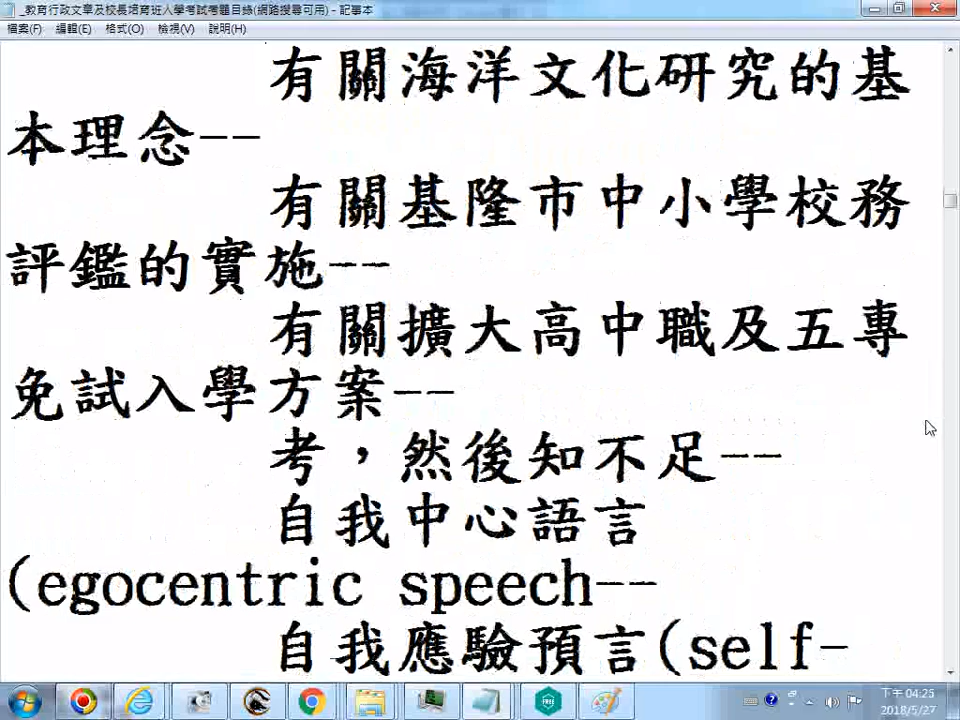 _教育行政文章及校長培育班入學考試考題目錄(網路搜尋可用) - 記事本
檔案(F) 編輯(E) 格式(O) 檢視(V) 說明(H)
有關海洋文化研究的基
本理念--
有關基隆市中小學校務
評鑑的實施--
有關擴大高中職及五專
免試入學方案--
考，然後知不足--
自我中心語言
(egocentric speech--
自我應驗預言(self-
FREE
下午 04:25
2018/5/27